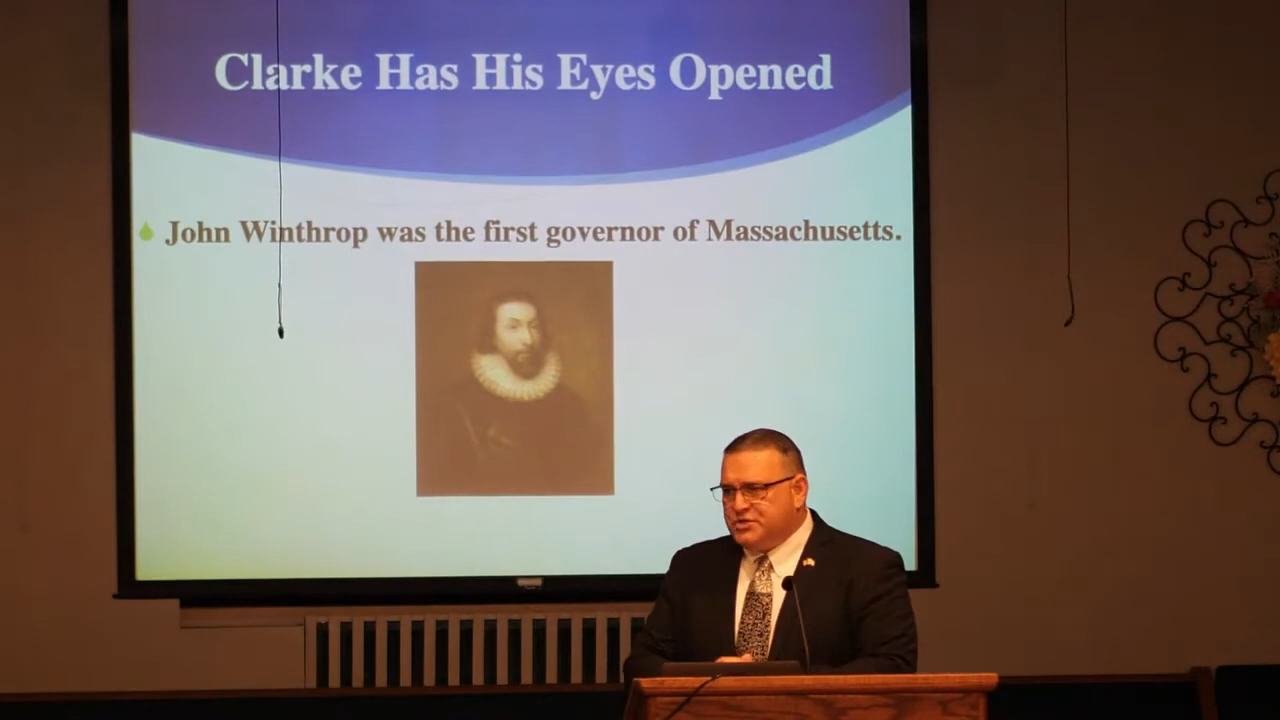 Clarke Has His Eyes Opened
John Winthrop was the first governor of Massachusetts.